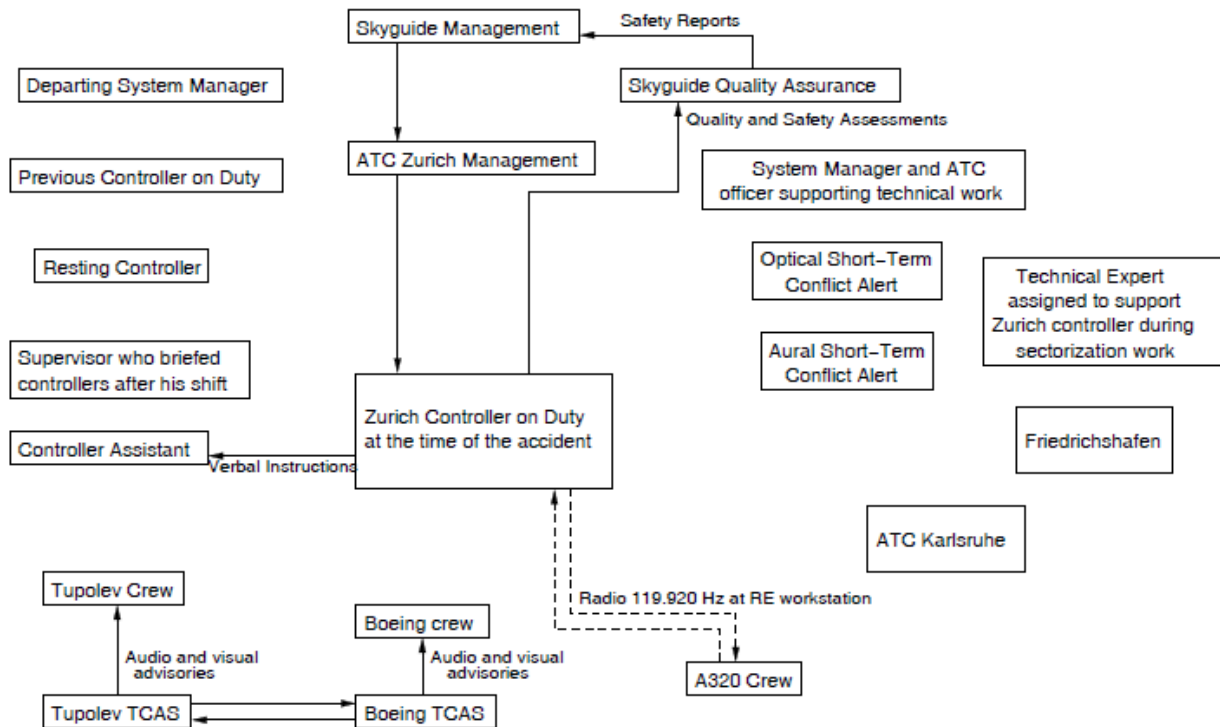 Skyguide Management
Safety Reports
Departing System Manager
Skyguide Quality Assurance
Quality and Safety Assessments
ATC Zurich Management
Previous Controller on Duty
System Manager and ATC
officer supporting technical work
Resting Controller
Optical Short-Term
Conflict Alert
Technical Expert
assigned to support
Zurich controller during
sectorization work
Supervisor who briefed
controllers after his shift
Aural Short-Term
Conflict Alert
Zurich Controller on Duty
at the time of the accident
Controller Assistant
Verbal Instructions
Friedrichshafen
ATC Karlsruhe
Tupolev Crew
Radio 119.920 Hz at RE workstation
Boeing crew
Audio and visual
advisories
Audio and visual
advisories
A320 Crew
Tupolev TCAS
Boeing TCAS